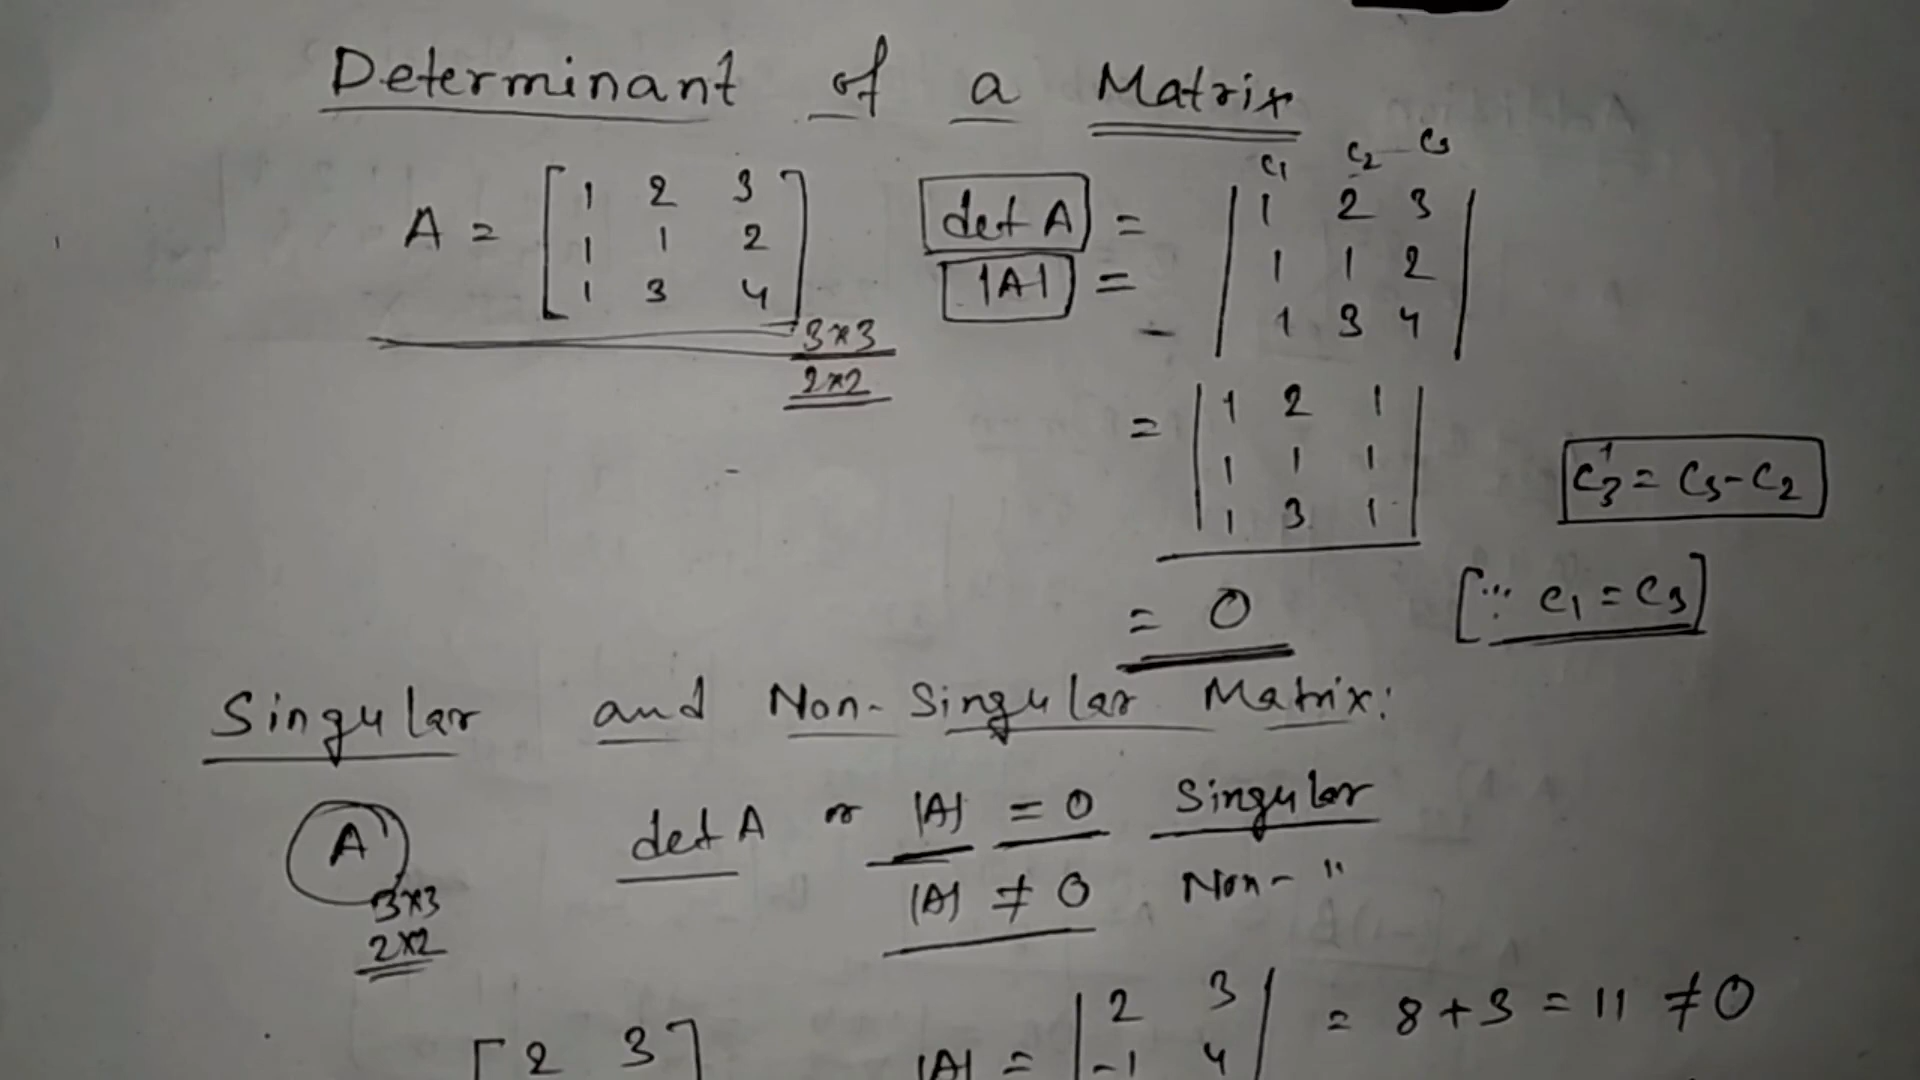 Determinant of a Matrix
C1 C2 C3
A = [ 1 2 3 det A = | 1 2 3 |
1 1 2 |A| = 1 1 2
1 3 4 ] 3×3 1 3 4
2×2
= | 1 2 1 |
1 1 1 C3' = C3 - C2
1 3 1
= 0 [∵ C1 = C3]
Singular and Non-Singular Matrix:
A 3×3 det A or |A| = 0 Singular
2×2 |A| ≠ 0 Non- "
[ 2 3 ] |A| = | 2 3 | = 8 + 3 = 11 ≠ 0
-1 4